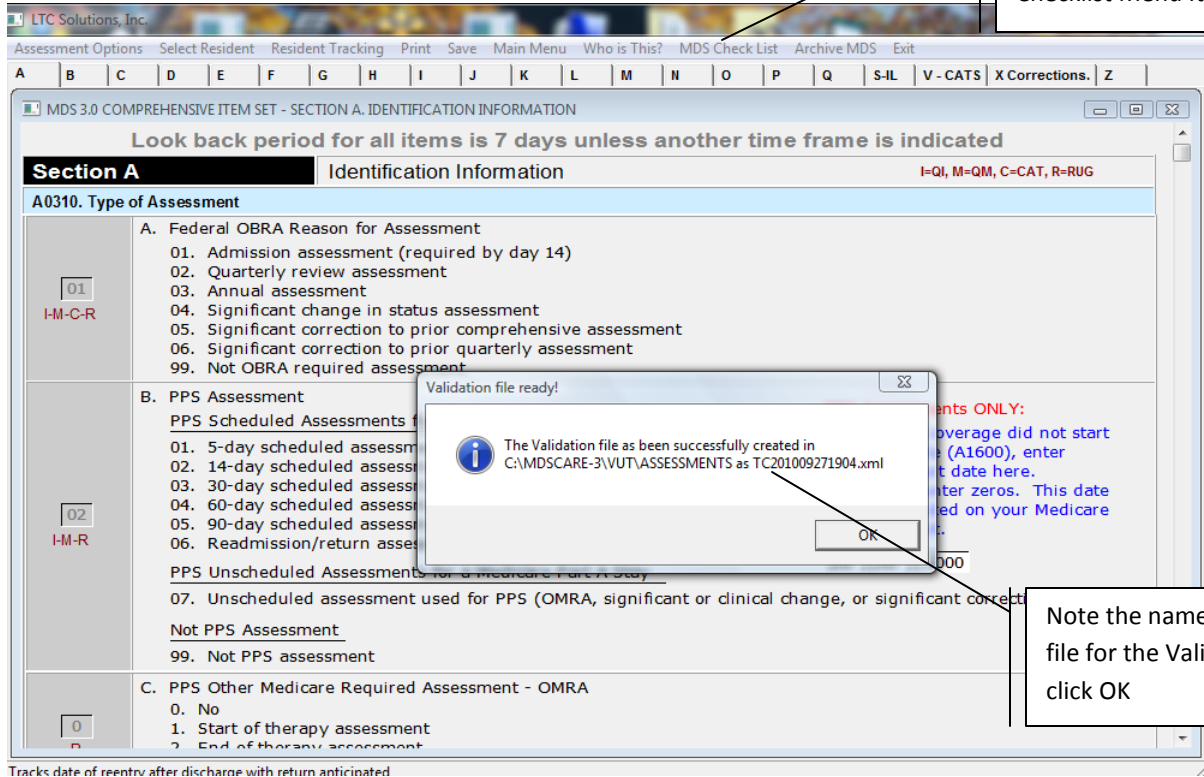 Checklist menu it
LTC Solutions, Inc.
Assessment Options Select Resident Resident Tracking Print Save Main Menu Who is This? MDS Check List Archive MDS Exit
A B C D E F G H I J K L M N O P Q S-IL V - CATS X Corrections. Z
MDS 3.0 COMPREHENSIVE ITEM SET - SECTION A. IDENTIFICATION INFORMATION
Look back period for all items is 7 days unless another time frame is indicated
Section A Identification Information I=QI, M=QM, C=CAT, R=RUG
A0310. Type of Assessment
A. Federal OBRA Reason for Assessment
01. Admission assessment (required by day 14)
02. Quarterly review assessment
03. Annual assessment
04. Significant change in status assessment
05. Significant correction to prior comprehensive assessment
06. Significant correction to prior quarterly assessment
99. Not OBRA required assessment
01
I-M-C-R
B. PPS Assessment
PPS Scheduled Assessments f
01. 5-day scheduled assessm
02. 14-day scheduled assessm
03. 30-day scheduled assessm
04. 60-day scheduled assessm
05. 90-day scheduled assessm
06. Readmission/return asses
02
I-M-R
PPS Unscheduled Assessments for a Medicare Part A Stay
07. Unscheduled assessment used for PPS (OMRA, significant or clinical change, or significant correcti
Not PPS Assessment
99. Not PPS assessment
Validation file ready!
The Validation file as been successfully created in
C:\MDSCARE-3\VUT\ASSESSMENTS as TC201009271904.xml
OK
ents ONLY:
overage did not start
(A1600), enter
t date here.
nter zeros. This date
ed on your Medicare
000
Note the name
file for the Vali
click OK
C. PPS Other Medicare Required Assessment - OMRA
0. No
1. Start of therapy assessment
2. End of therapy assessment
0
R
Tracks date of reentry after discharge with return anticipated